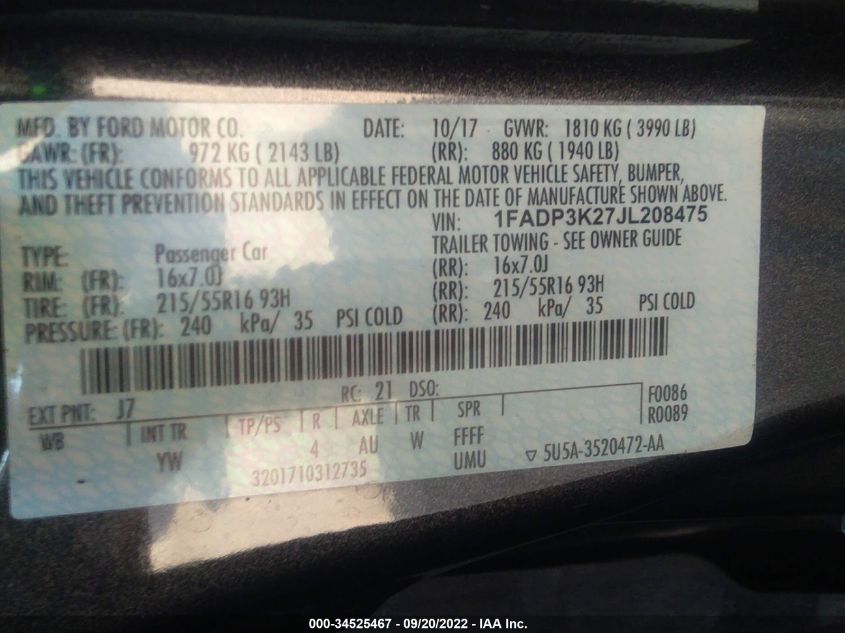 MFD. BY FORD MOTOR CO. DATE: 10/17 GVWR: 1810 KG ( 3990 LB)
GAWR: (FR): 972 KG ( 2143 LB) (RR): 880 KG ( 1940 LB)
THIS VEHICLE CONFORMS TO ALL APPLICABLE FEDERAL MOTOR VEHICLE SAFETY, BUMPER,
AND THEFT PREVENTION STANDARDS IN EFFECT ON THE DATE OF MANUFACTURE SHOWN ABOVE.
VIN: 1FADP3K27JL208475
TYPE: Passenger Car TRAILER TOWING - SEE OWNER GUIDE
RIM: (FR): 16x7.0J (RR): 16x7.0J
TIRE: (FR): 215/55R16 93H (RR): 215/55R16 93H
PRESSURE: (FR): 240 kPa/ 35 PSI COLD (RR): 240 kPa/ 35 PSI COLD
EXT PNT: J7 RC: 21 DSO: F0086
WB INT TR TP/PS R AXLE TR SPR R0089
YW 4 AU W FFFF
3201710312735 UMU ▽ 5U5A-3520472-AA
000-34525467 - 09/20/2022 - IAA Inc.